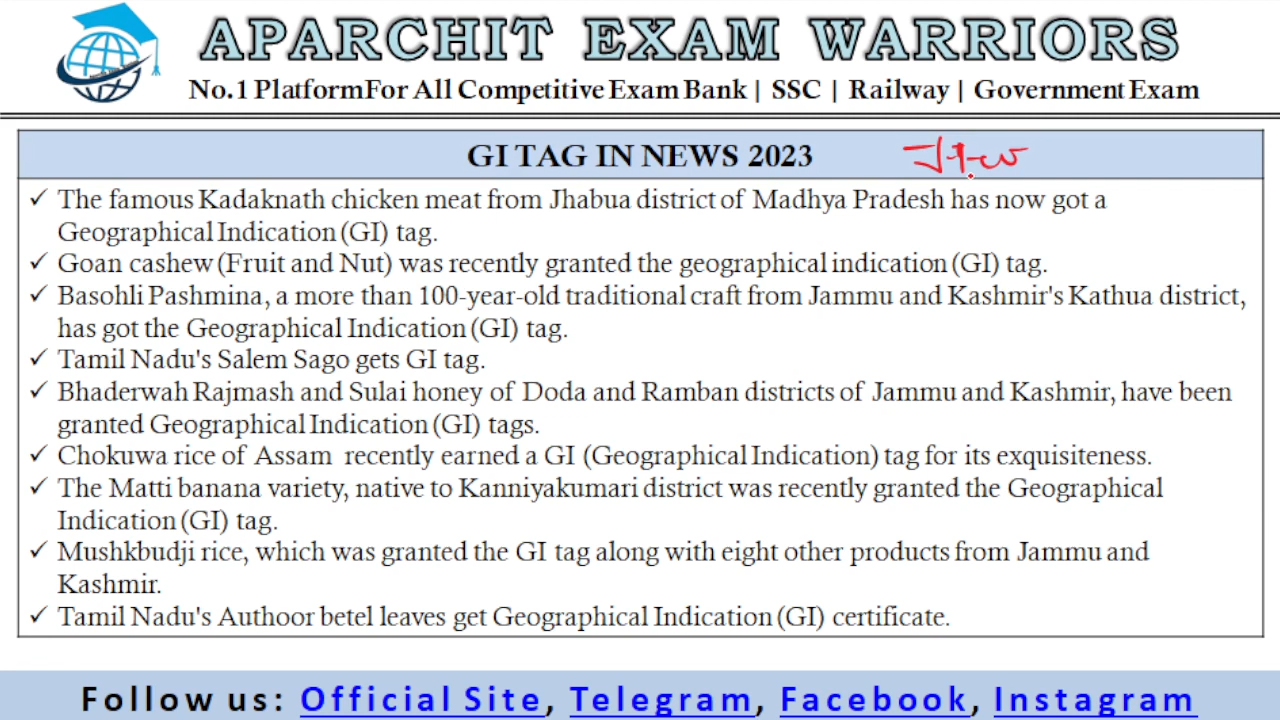 APARCHIT EXAM WARRIORS
No.1 Platform For All Competitive Exam Bank | SSC | Railway | Government Exam
GI TAG IN NEWS 2023
✓ The famous Kadaknath chicken meat from Jhabua district of Madhya Pradesh has now got a
Geographical Indication (GI) tag.
✓ Goan cashew (Fruit and Nut) was recently granted the geographical indication (GI) tag.
✓ Basohli Pashmina, a more than 100-year-old traditional craft from Jammu and Kashmir's Kathua district,
has got the Geographical Indication (GI) tag.
✓ Tamil Nadu's Salem Sago gets GI tag.
✓ Bhaderwah Rajmash and Sulai honey of Doda and Ramban districts of Jammu and Kashmir, have been
granted Geographical Indication (GI) tags.
✓ Chokuwa rice of Assam recently earned a GI (Geographical Indication) tag for its exquisiteness.
✓ The Matti banana variety, native to Kanniyakumari district was recently granted the Geographical
Indication (GI) tag.
✓ Mushkbudji rice, which was granted the GI tag along with eight other products from Jammu and
Kashmir.
✓ Tamil Nadu's Authoor betel leaves get Geographical Indication (GI) certificate.
Follow us: Official Site, Telegram, Facebook, Instagram